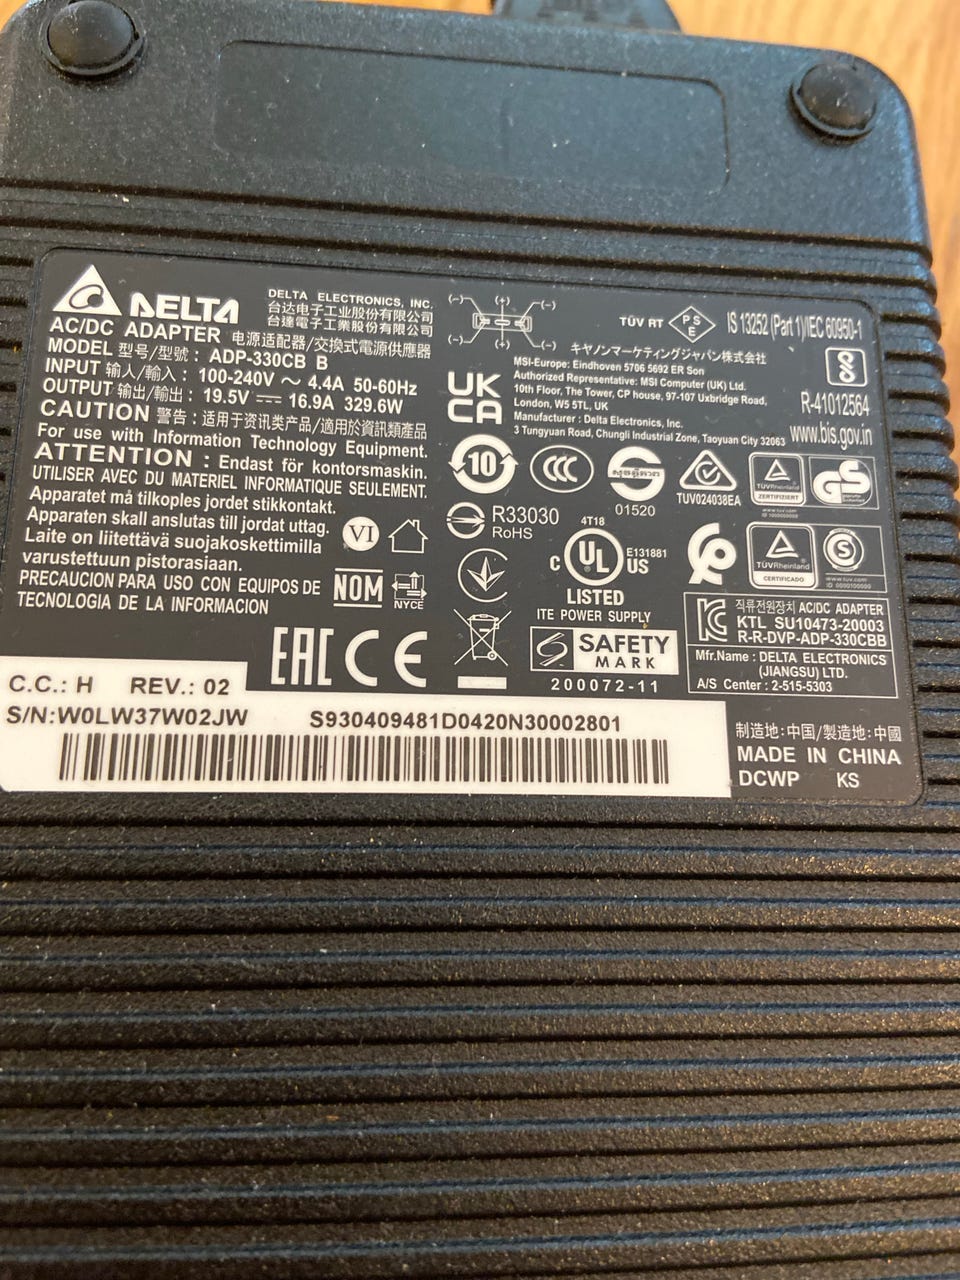 DELTA
DELTA ELECTRONICS, INC.
台达电子工业股份有限公司
台達電子工業股份有限公司
AC/DC ADAPTER 电源适配器/交換式電源供應器
MODEL 型号/型號: ADP-330CB B
INPUT 输入/輸入: 100-240V ~ 4.4A 50-60Hz
OUTPUT 输出/輸出: 19.5V ⎓ 16.9A 329.6W
CAUTION 警告: 适用于资讯类产品/適用於資訊類產品
For use with Information Technology Equipment.
ATTENTION : Endast för kontorsmaskin.
UTILISER AVEC DU MATERIEL INFORMATIQUE SEULEMENT.
Apparatet må tilkoples jordet stikkontakt.
Apparaten skall anslutas till jordat uttag.
Laite on liitettävä suojakoskettimilla
varustettuun pistorasiaan.
PRECAUCION PARA USO CON EQUIPOS DE
TECNOLOGIA DE LA INFORMACION
VI
NOM
NYCE
EAC CE
(-) (+) (-)
(-) (+) (-)
TÜV RT PSE
IS 13252 (Part 1)/IEC 60950-1
キヤノンマーケティングジャパン株式会社
MSI-Europe: Eindhoven 5706 5692 ER Son
Authorized Representative: MSI Computer (UK) Ltd.
10th Floor, The Tower, CP house, 97-107 Uxbridge Road,
London, W5 5TL, UK
Manufacturer : Delta Electronics, Inc.
3 Tungyuan Road, Chungli Industrial Zone, Taoyuan City 32063
UK
CA
R-41012564
www.bis.gov.in
10
CCC
01520
TUV024038EA
TÜVRheinland
ZERTIFIZIERT
GS
R33030
RoHS
4T18
c UL US
E131881
LISTED
ITE POWER SUPPLY
TÜVRheinland
CERTIFICADO
S
www.tuv.com
ID 0000000000
S SAFETY
MARK
200072-11
KC
직류전원장치 AC/DC ADAPTER
KTL SU10473-20003
R-R-DVP-ADP-330CBB
Mfr.Name : DELTA ELECTRONICS
(JIANGSU) LTD.
A/S Center : 2-515-5303
C.C.: H REV.: 02
S/N:W0LW37W02JW S930409481D0420N30002801
制造地: 中国/製造地: 中國
MADE IN CHINA
DCWP KS